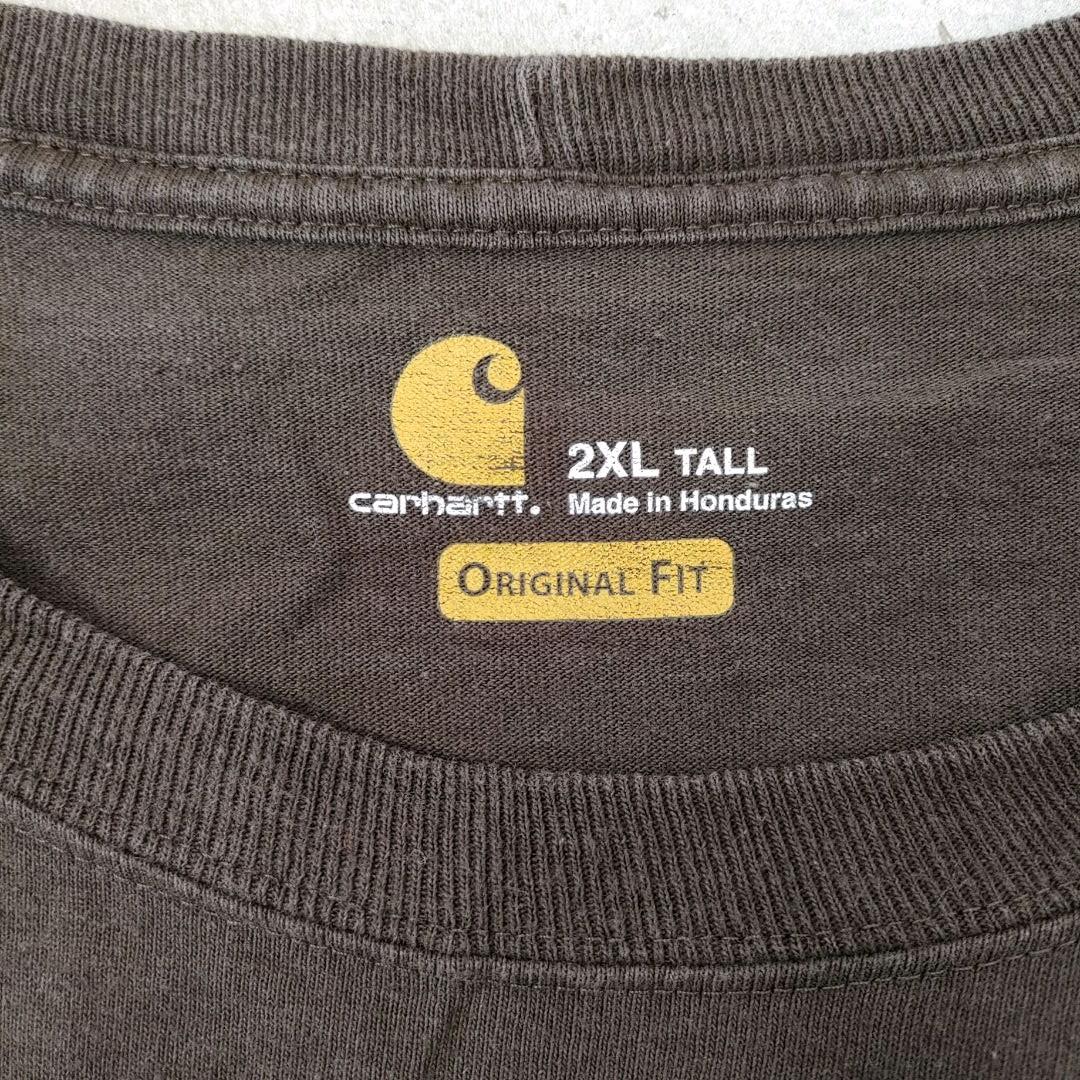 2XL TALL
carhartt. Made in Honduras
ORIGINAL FIT